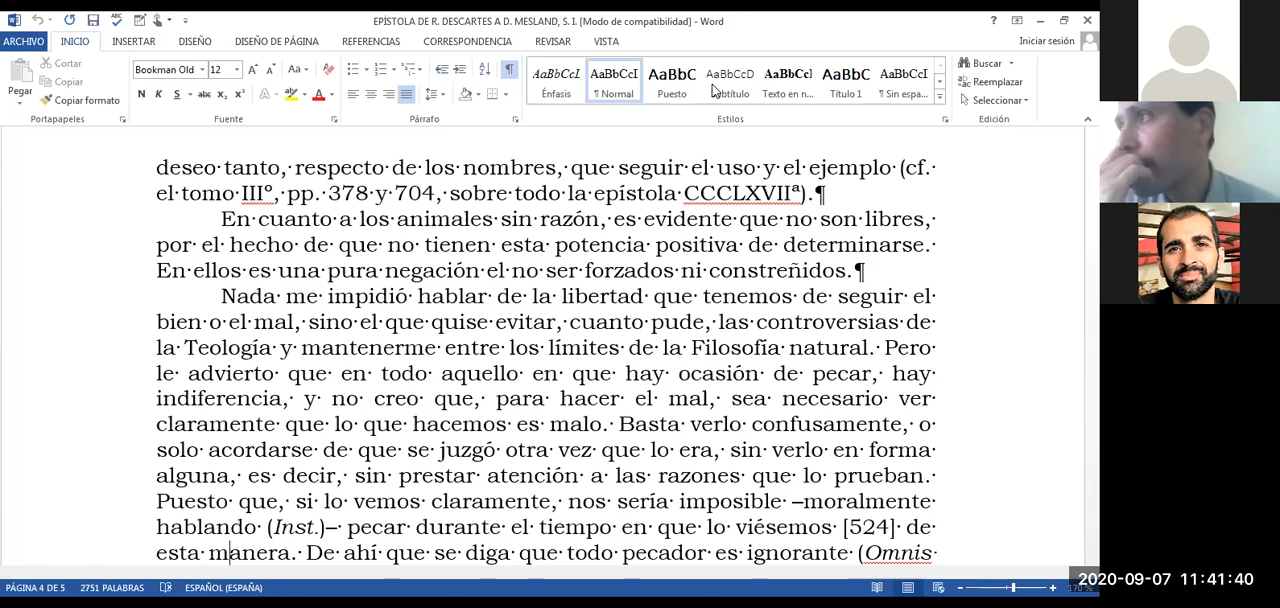 EPÍSTOLA DE R. DESCARTES A D. MESLAND, S. I. [Modo de compatibilidad] - Word
ARCHIVO INICIO INSERTAR DISEÑO DISEÑO DE PÁGINA REFERENCIAS CORRESPONDENCIA REVISAR VISTA Iniciar sesión
Pegar
Cortar
Copiar
Copiar formato
Portapapeles
Bookman Old 12
N K S abc x₂ x²
Fuente
Párrafo
AaBbCcI AaBbCcI AaBbC AaBbCcD AaBbCcI AaBbC AaBbCcI
Énfasis ¶ Normal Puesto Subtítulo Texto en n... Título 1 ¶ Sin espa...
Estilos
Buscar
Reemplazar
Seleccionar
Edición
deseo tanto, respecto de los nombres, que seguir el uso y el ejemplo (cf.
el tomo IIIº, pp. 378 y 704, sobre todo la epístola CCCLXVIIª).¶
En cuanto a los animales sin razón, es evidente que no son libres,
por el hecho de que no tienen esta potencia positiva de determinarse.
En ellos es una pura negación el no ser forzados ni constreñidos.¶
Nada me impidió hablar de la libertad que tenemos de seguir el
bien o el mal, sino el que quise evitar, cuanto pude, las controversias de
la Teología y mantenerme entre los límites de la Filosofía natural. Pero
le advierto que en todo aquello en que hay ocasión de pecar, hay
indiferencia, y no creo que, para hacer el mal, sea necesario ver
claramente que lo que hacemos es malo. Basta verlo confusamente, o
solo acordarse de que se juzgó otra vez que lo era, sin verlo en forma
alguna, es decir, sin prestar atención a las razones que lo prueban.
Puesto que, si lo vemos claramente, nos sería imposible –moralmente
hablando (Inst.)– pecar durante el tiempo en que lo viésemos [524] de
esta manera. De ahí que se diga que todo pecador es ignorante (Omnis
PÁGINA 4 DE 5 2751 PALABRAS ESPAÑOL (ESPAÑA) 170 %
2020-09-07 11:41:40